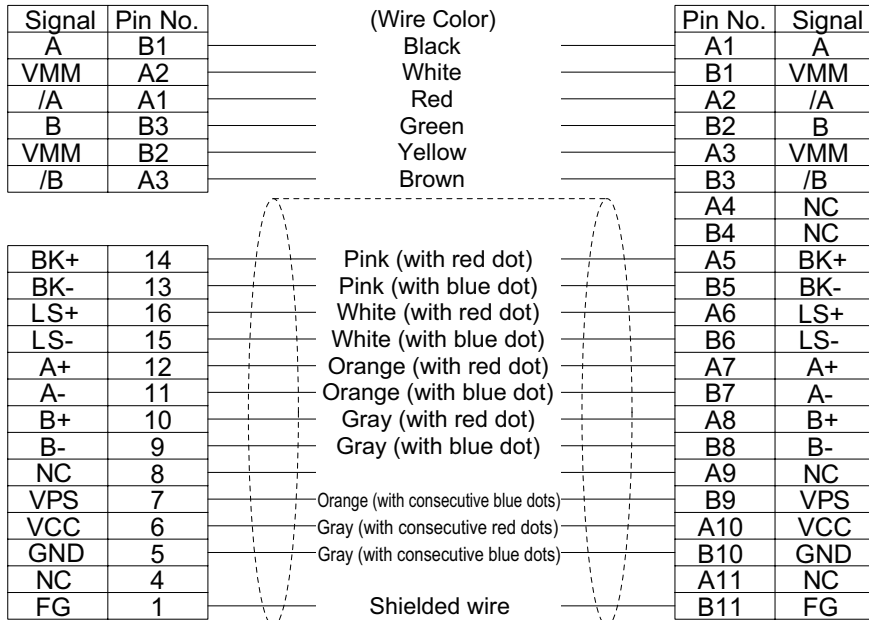 Signal Pin No. (Wire Color) Pin No. Signal
A B1 Black A1 A
VMM A2 White B1 VMM
/A A1 Red A2 /A
B B3 Green B2 B
VMM B2 Yellow A3 VMM
/B A3 Brown B3 /B
A4 NC
B4 NC
BK+ 14 Pink (with red dot) A5 BK+
BK- 13 Pink (with blue dot) B5 BK-
LS+ 16 White (with red dot) A6 LS+
LS- 15 White (with blue dot) B6 LS-
A+ 12 Orange (with red dot) A7 A+
A- 11 Orange (with blue dot) B7 A-
B+ 10 Gray (with red dot) A8 B+
B- 9 Gray (with blue dot) B8 B-
NC 8 A9 NC
VPS 7 Orange (with consecutive blue dots) B9 VPS
VCC 6 Gray (with consecutive red dots) A10 VCC
GND 5 Gray (with consecutive blue dots) B10 GND
NC 4 A11 NC
FG 1 Shielded wire B11 FG